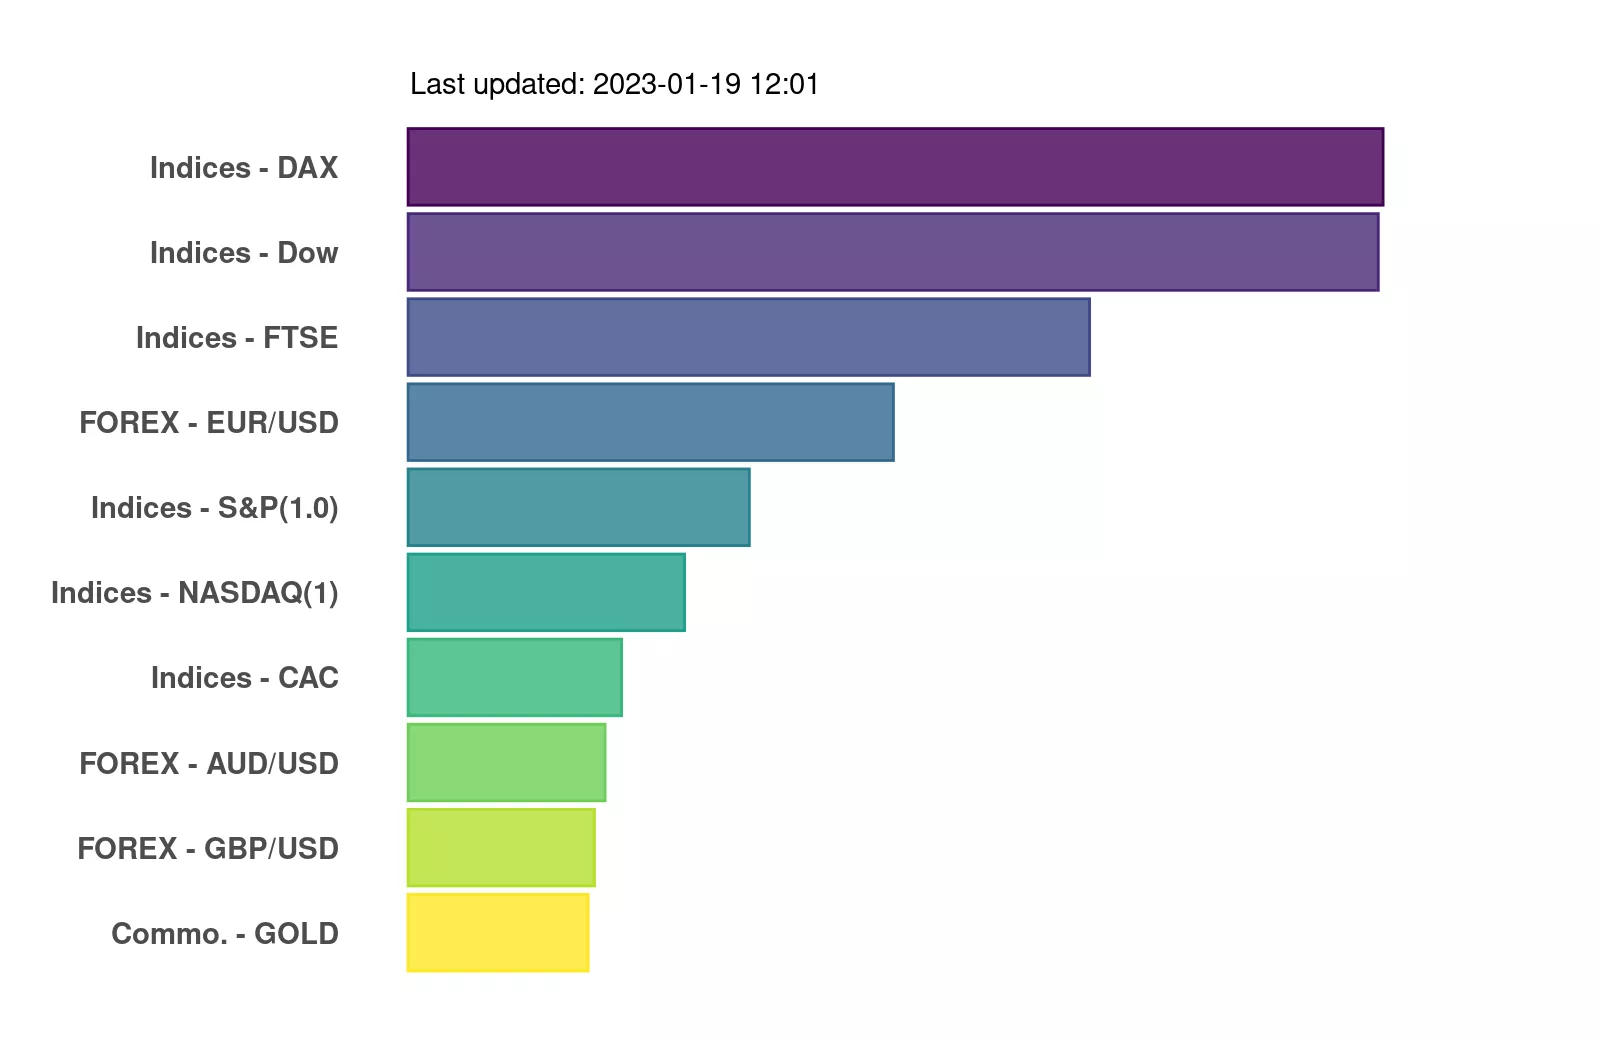 Last updated: 2023-01-19 12:01
Indices - DAX
Indices - Dow
Indices - FTSE
FOREX - EUR/USD
Indices - S&P(1.0)
Indices - NASDAQ(1)
Indices - CAC
FOREX - AUD/USD
FOREX - GBP/USD
Commo. - GOLD